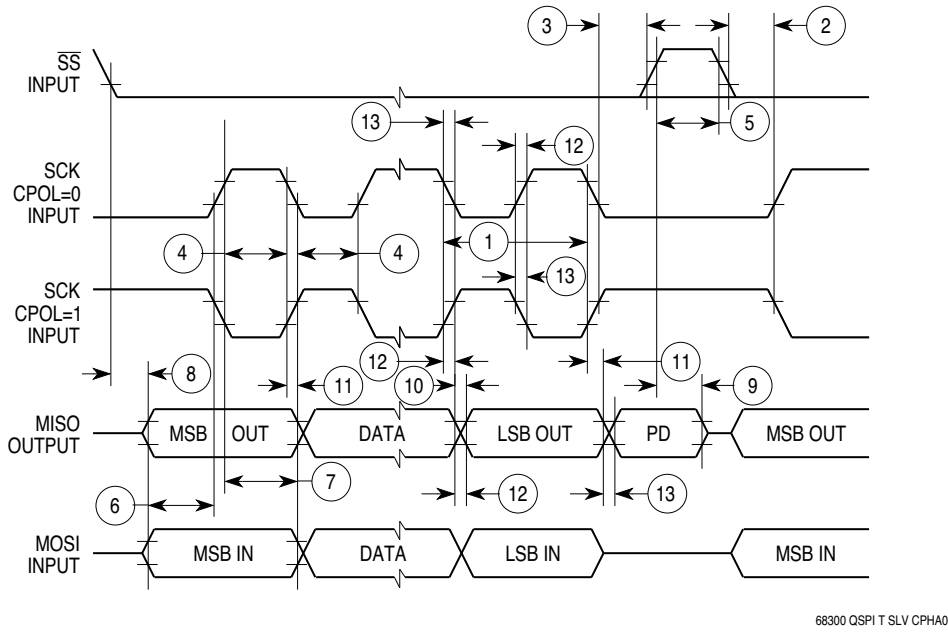 3
2
SS
INPUT
5
13
12
SCK
CPOL=0
INPUT
4
4
1
13
SCK
CPOL=1
INPUT
12
8
11
10
11
9
MISO
OUTPUT
MSB OUT
DATA
LSB OUT
PD
MSB OUT
7
12
13
6
MOSI
INPUT
MSB IN
DATA
LSB IN
MSB IN
68300 QSPI T SLV CPHA0